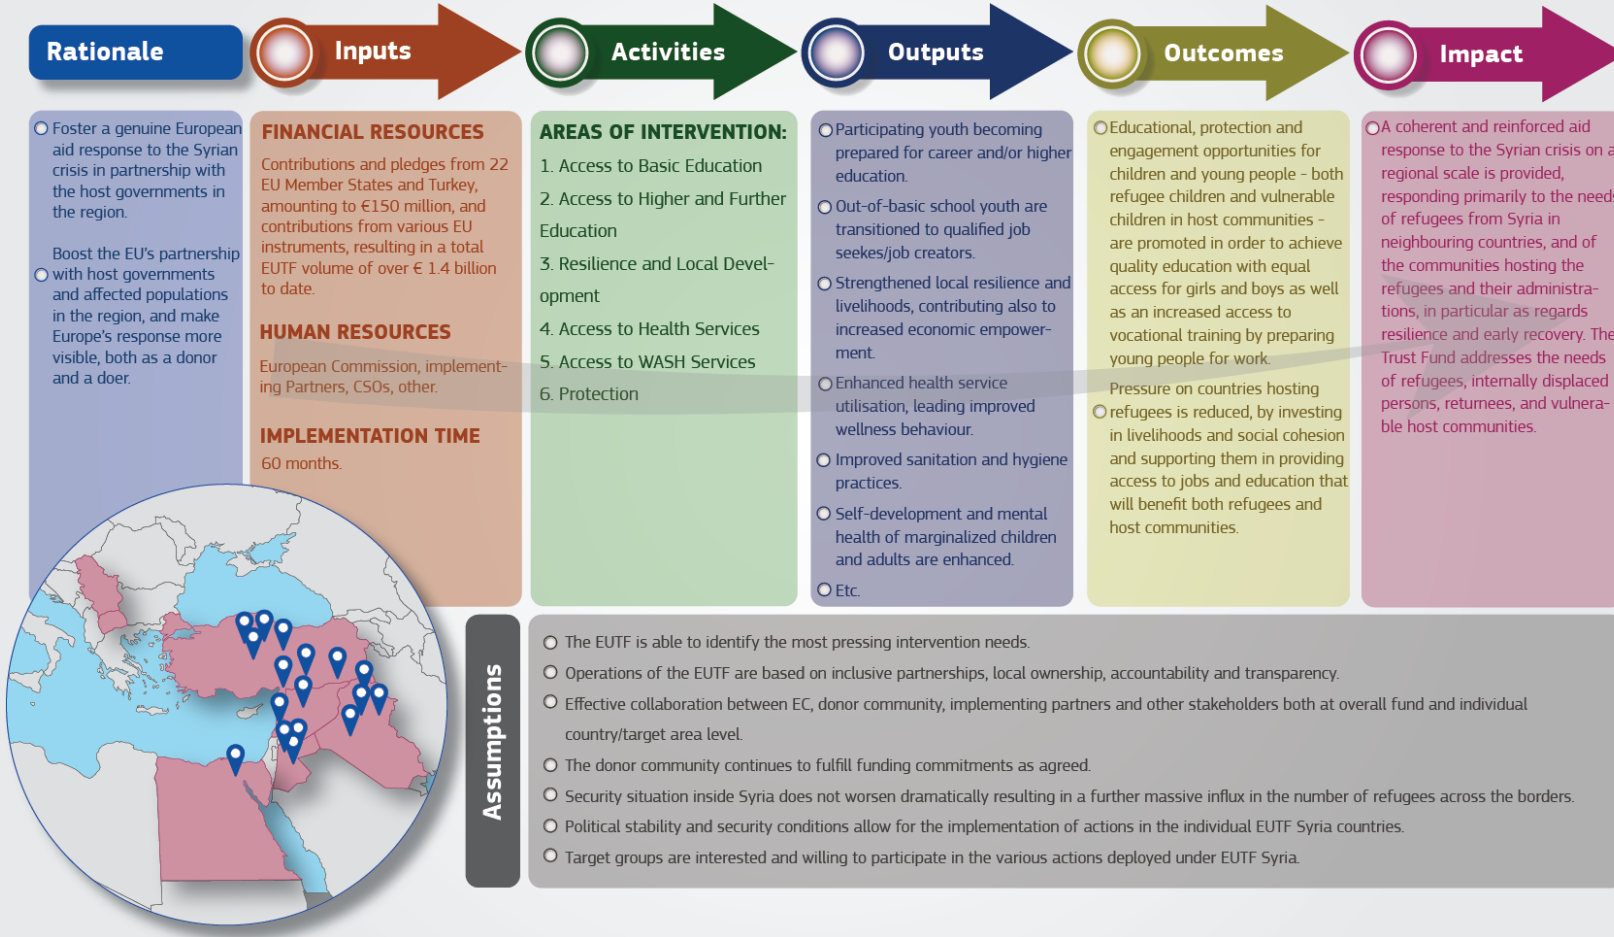 Rationale
Inputs
Activities
Outputs
Outcomes
Impact
Foster a genuine European
aid response to the Syrian
crisis in partnership with
the host governments in
the region.
Boost the EU's partnership
with host governments
and affected populations
in the region, and make
Europe's response more
visible, both as a donor
and a doer.
FINANCIAL RESOURCES
Contributions and pledges from 22
EU Member States and Turkey,
amounting to €150 million, and
contributions from various EU
instruments, resulting in a total
EUTF volume of over € 1.4 billion
to date.
HUMAN RESOURCES
European Commission, implement-
ing Partners, CSOs, other.
IMPLEMENTATION TIME
60 months.
AREAS OF INTERVENTION:
1. Access to Basic Education
2. Access to Higher and Further
Education
3. Resilience and Local Devel-
opment
4. Access to Health Services
5. Access to WASH Services
6. Protection
Participating youth becoming
prepared for career and/or higher
education.
Out-of-basic school youth are
transitioned to qualified job
seekes/job creators.
Strengthened local resilience and
livelihoods, contributing also to
increased economic empower-
ment.
Enhanced health service
utilisation, leading improved
wellness behaviour.
Improved sanitation and hygiene
practices.
Self-development and mental
health of marginalized children
and adults are enhanced.
Etc.
Educational, protection and
engagement opportunities for
children and young people - both
refugee children and vulnerable
children in host communities -
are promoted in order to achieve
quality education with equal
access for girls and boys as well
as an increased access to
vocational training by preparing
young people for work.
Pressure on countries hosting
refugees is reduced, by investing
in livelihoods and social cohesion
and supporting them in providing
access to jobs and education that
will benefit both refugees and
host communities.
A coherent and reinforced aid
response to the Syrian crisis on a
regional scale is provided,
responding primarily to the needs
of refugees from Syria in
neighbouring countries, and of
the communities hosting the
refugees and their administra-
tions, in particular as regards
resilience and early recovery. The
Trust Fund addresses the needs
of refugees, internally displaced
persons, returnees, and vulnera-
ble host communities.
Assumptions
The EUTF is able to identify the most pressing intervention needs.
Operations of the EUTF are based on inclusive partnerships, local ownership, accountability and transparency.
Effective collaboration between EC, donor community, implementing partners and other stakeholders both at overall fund and individual
country/target area level.
The donor community continues to fulfill funding commitments as agreed.
Security situation inside Syria does not worsen dramatically resulting in a further massive influx in the number of refugees across the borders.
Political stability and security conditions allow for the implementation of actions in the individual EUTF Syria countries.
Target groups are interested and willing to participate in the various actions deployed under EUTF Syria.